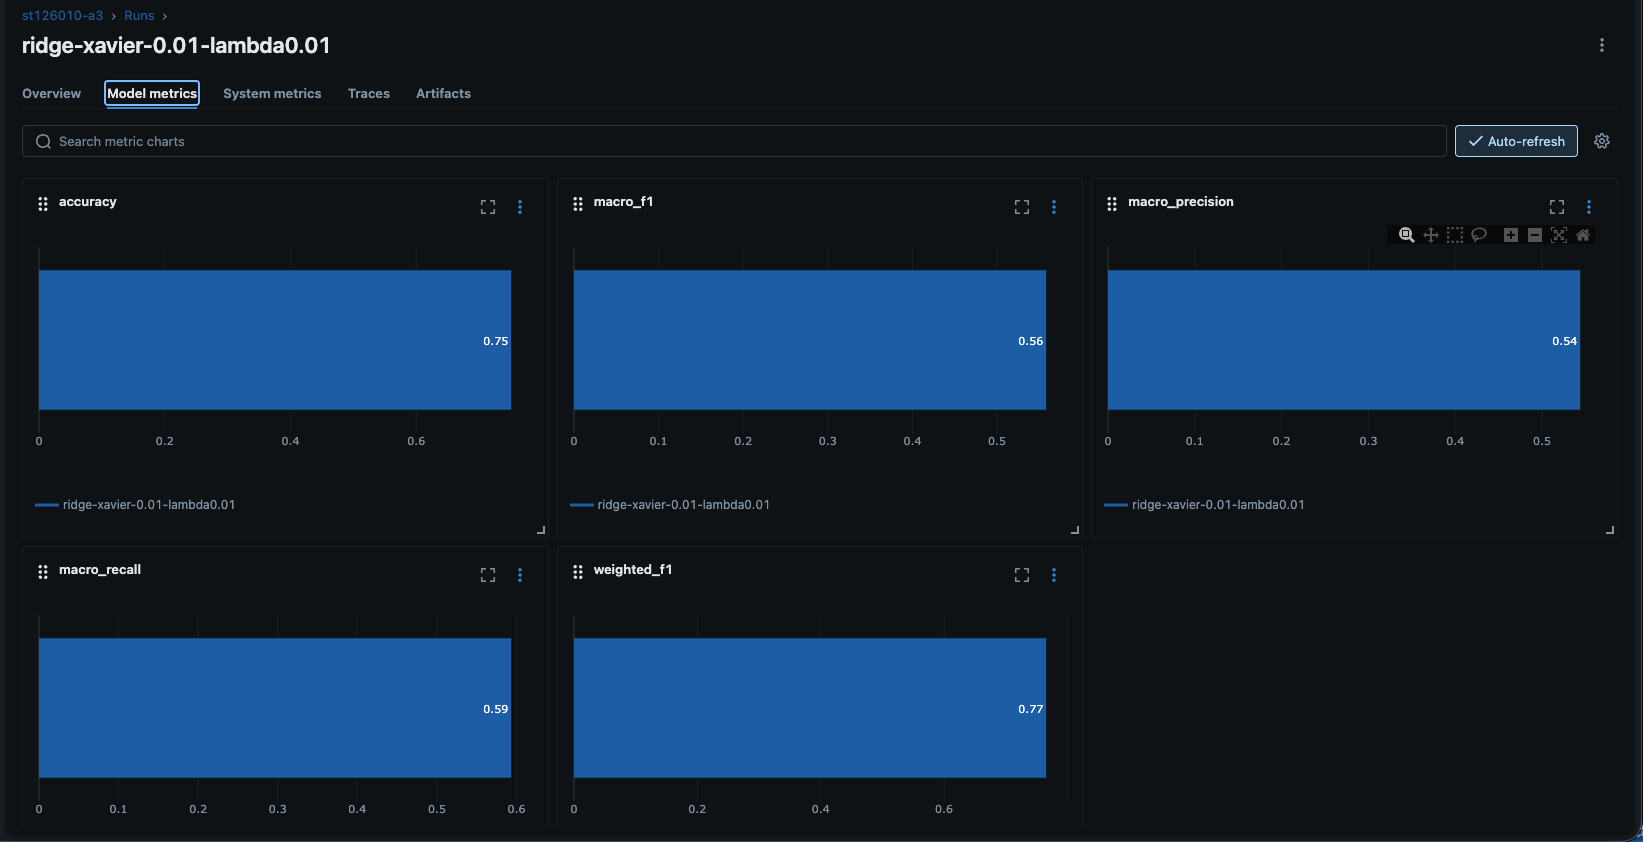 st126010-a3 › Runs ›
ridge-xavier-0.01-lambda0.01
Overview Model metrics System metrics Traces Artifacts
Search metric charts
Auto-refresh
accuracy
0.75
0 0.2 0.4 0.6
ridge-xavier-0.01-lambda0.01
macro_f1
0.56
0 0.1 0.2 0.3 0.4 0.5
ridge-xavier-0.01-lambda0.01
macro_precision
0.54
0 0.1 0.2 0.3 0.4 0.5
ridge-xavier-0.01-lambda0.01
macro_recall
0.59
0 0.1 0.2 0.3 0.4 0.5 0.6
weighted_f1
0.77
0 0.2 0.4 0.6